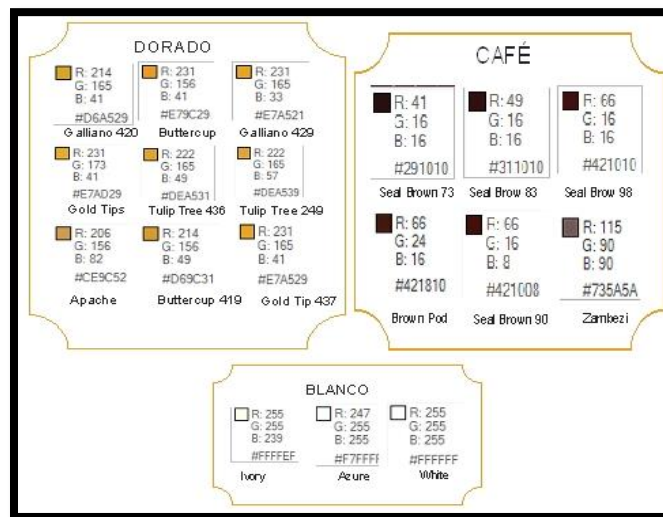 DORADO
R: 214
G: 165
B: 41
#D6A529
Galliano 420
R: 231
G: 156
B: 41
#E79C29
Buttercup
R: 231
G: 165
B: 33
#E7A521
Galliano 429
R: 231
G: 173
B: 41
#E7AD29
Gold Tips
R: 222
G: 165
B: 49
#DEA531
Tulip Tree 436
R: 222
G: 165
B: 57
#DEA539
Tulip Tree 249
R: 206
G: 156
B: 82
#CE9C52
Apache
R: 214
G: 156
B: 49
#D69C31
Buttercup 419
R: 231
G: 165
B: 41
#E7A529
Gold Tip 437
CAFÉ
R: 41
G: 16
B: 16
#291010
Seal Brown 73
R: 49
G: 16
B: 16
#311010
Seal Brow 83
R: 66
G: 16
B: 16
#421010
Seal Brow 98
R: 66
G: 24
B: 16
#421810
Brown Pod
R: 66
G: 16
B: 8
#421008
Seal Brown 90
R: 115
G: 90
B: 90
#735A5A
Zambezi
BLANCO
R: 255
G: 255
B: 239
#FFFFEF
Ivory
R: 247
G: 255
B: 255
#F7FFFF
Azure
R: 255
G: 255
B: 255
#FFFFFF
White